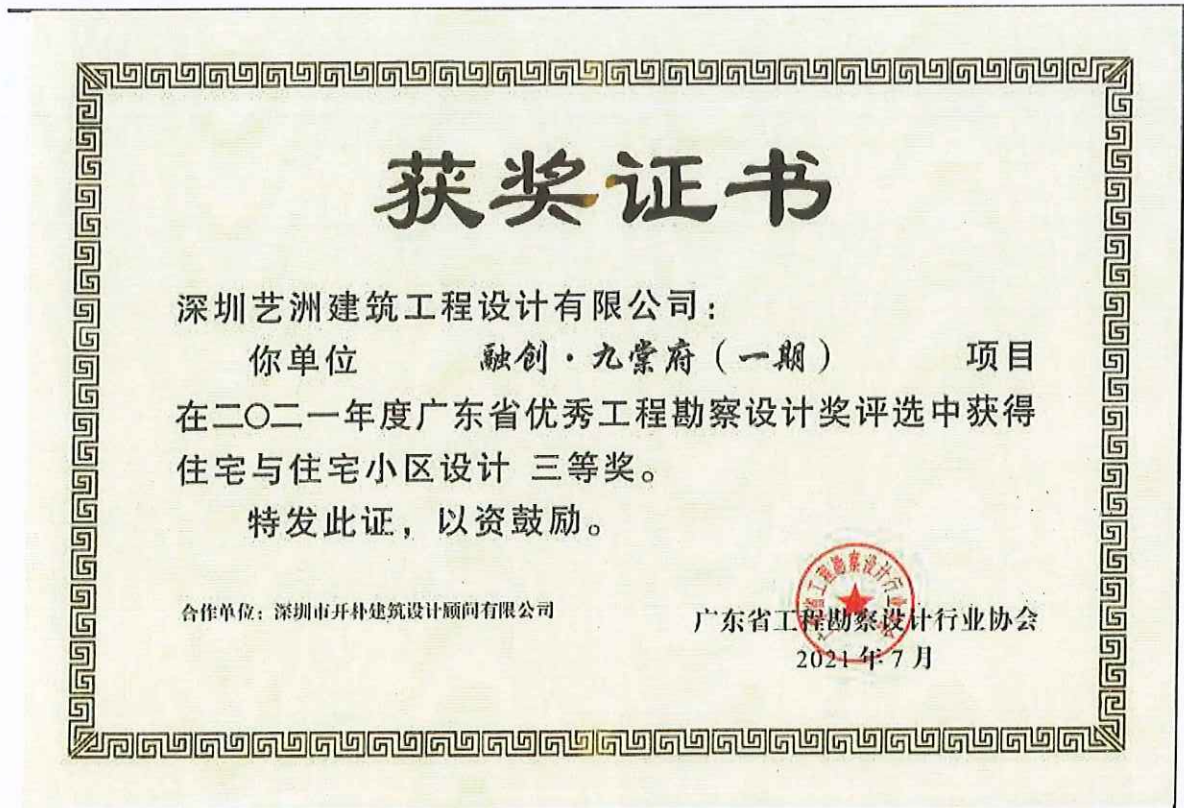 获奖证书
深圳艺洲建筑工程设计有限公司：
你单位 融创·九棠府（一期） 项目
在二〇二一年度广东省优秀工程勘察设计奖评选中获得
住宅与住宅小区设计 三等奖。
特发此证，以资鼓励。
合作单位：深圳市开朴建筑设计顾问有限公司
广东省工程勘察设计行业协会
2021年7月